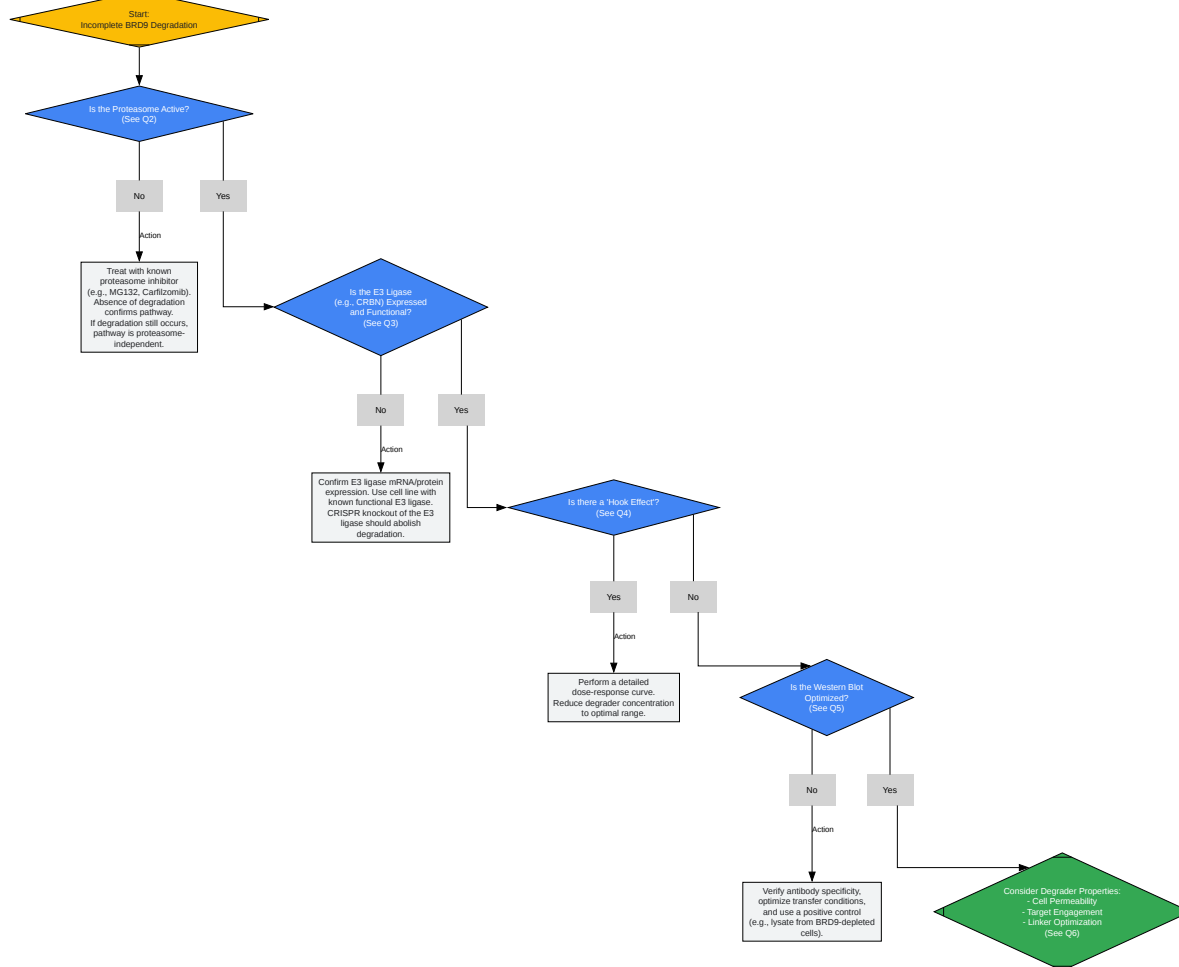 Start:
Incomplete BRD9 Degradation
Is the Proteasome Active?
(See Q2)
No
Yes
Action
Treat with known
proteasome inhibitor
(e.g., MG132, Carfilzomib).
Absence of degradation
confirms pathway.
If degradation still occurs,
pathway is proteasome-
independent.
Is the E3 Ligase
(e.g., CRBN) Expressed
and Functional?
(See Q3)
No
Yes
Action
Confirm E3 ligase mRNA/protein
expression. Use cell line with
known functional E3 ligase.
CRISPR knockout of the E3
ligase should abolish
degradation.
Is there a 'Hook Effect'?
(See Q4)
Yes
No
Action
Perform a detailed
dose-response curve.
Reduce degrader concentration
to optimal range.
Is the Western Blot
Optimized?
(See Q5)
No
Yes
Action
Verify antibody specificity,
optimize transfer conditions,
and use a positive control
(e.g., lysate from BRD9-depleted
cells).
Consider Degrader Properties:
- Cell Permeability
- Target Engagement
- Linker Optimization
(See Q6)